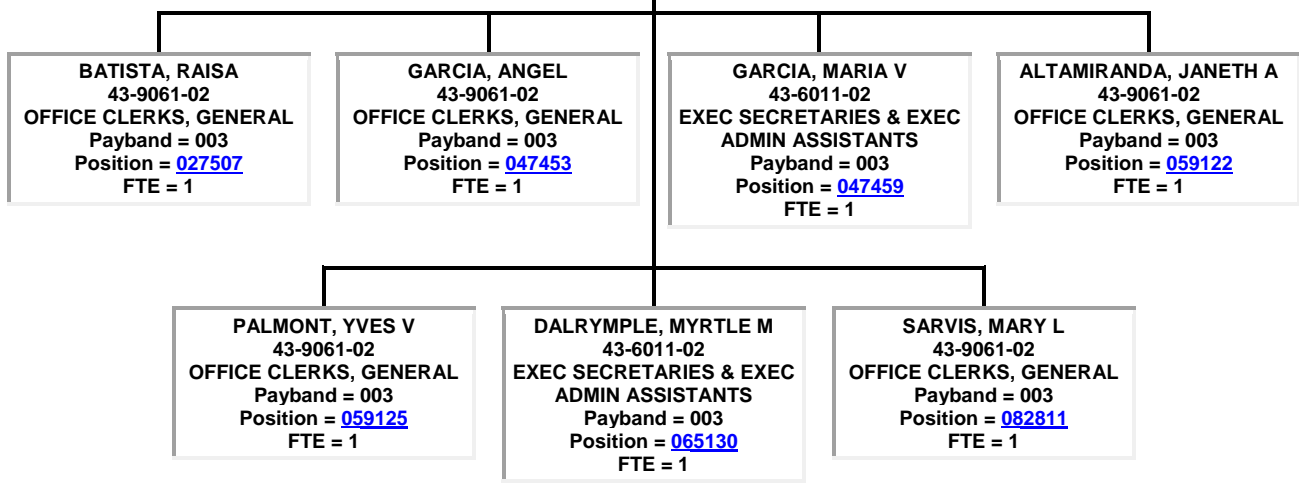 BATISTA, RAISA
43-9061-02
OFFICE CLERKS, GENERAL
Payband = 003
Position = 027507
FTE = 1
GARCIA, ANGEL
43-9061-02
OFFICE CLERKS, GENERAL
Payband = 003
Position = 047453
FTE = 1
GARCIA, MARIA V
43-6011-02
EXEC SECRETARIES & EXEC
ADMIN ASSISTANTS
Payband = 003
Position = 047459
FTE = 1
ALTAMIRANDA, JANETH A
43-9061-02
OFFICE CLERKS, GENERAL
Payband = 003
Position = 059122
FTE = 1
PALMONT, YVES V
43-9061-02
OFFICE CLERKS, GENERAL
Payband = 003
Position = 059125
FTE = 1
DALRYMPLE, MYRTLE M
43-6011-02
EXEC SECRETARIES & EXEC
ADMIN ASSISTANTS
Payband = 003
Position = 065130
FTE = 1
SARVIS, MARY L
43-9061-02
OFFICE CLERKS, GENERAL
Payband = 003
Position = 082811
FTE = 1